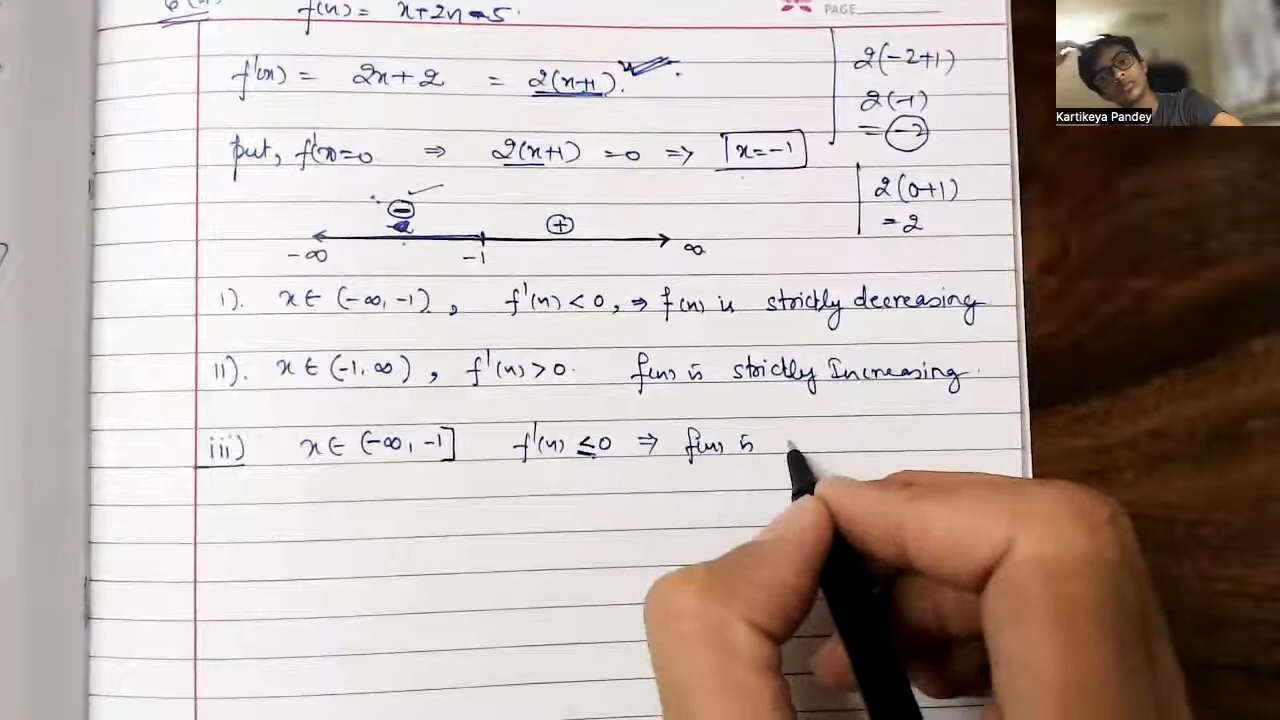 f(x) = x+2x-5.
PAGE
f'(x) = 2x+2 = 2(x+1).
2(-2+1)
2(-1)
= -2
put, f'(x)=0 ⇒ 2(x+1) =0 => x=-1
2(0+1)
=2
- +
-∞ -1 ∞
i). x∈ (-∞,-1), f'(x)<0, ⇒ f(x) is strictly decreasing
ii). x∈ (-1,∞), f'(x)>0. f(x) is strictly Increasing.
iii) x∈ (-∞,-1] f'(x) ≤0 ⇒ f(x) is
Kartikeya Pandey